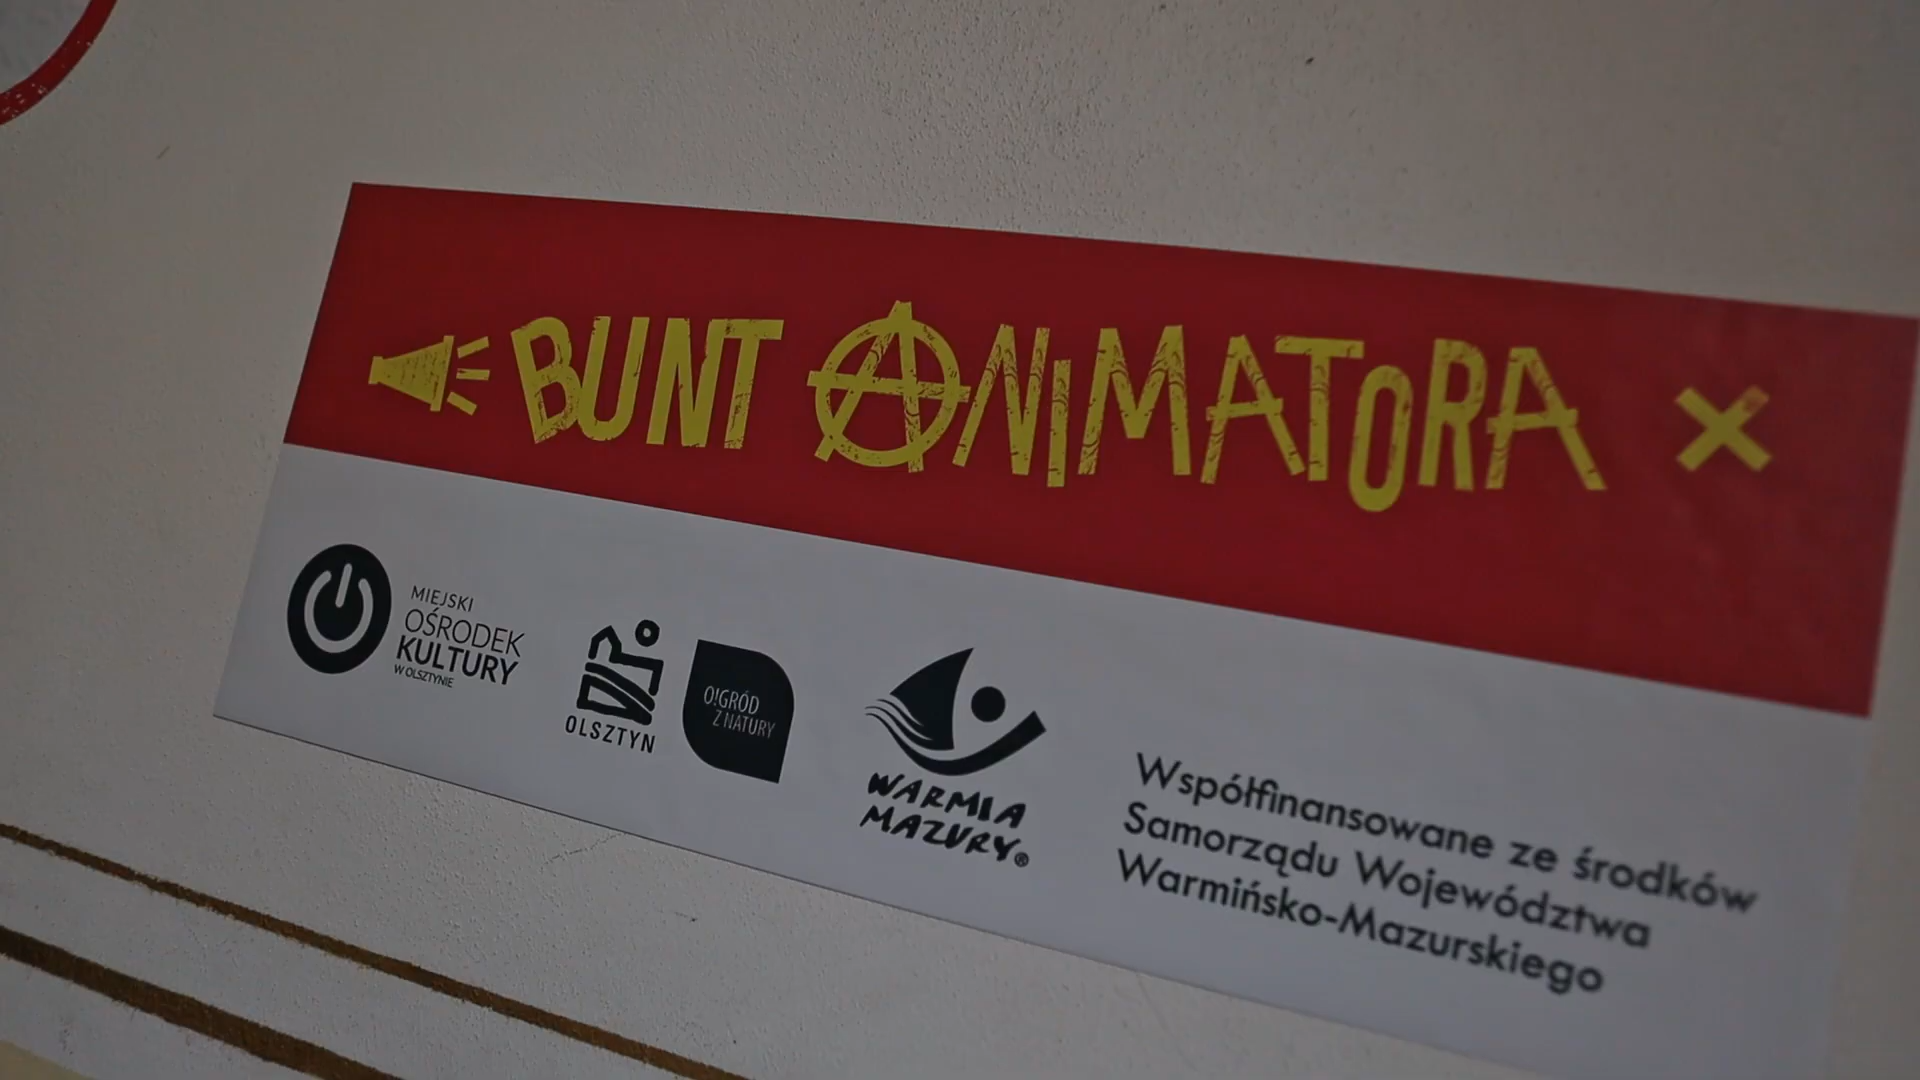 BUNT ANIMATORA
MIEJSKI
OŚRODEK
KULTURY
W OLSZTYNIE
OLSZTYN
O!GRÓD
Z NATURY
WARMIA
MAZURY®
Współfinansowane ze środków
Samorządu Województwa
Warmińsko-Mazurskiego